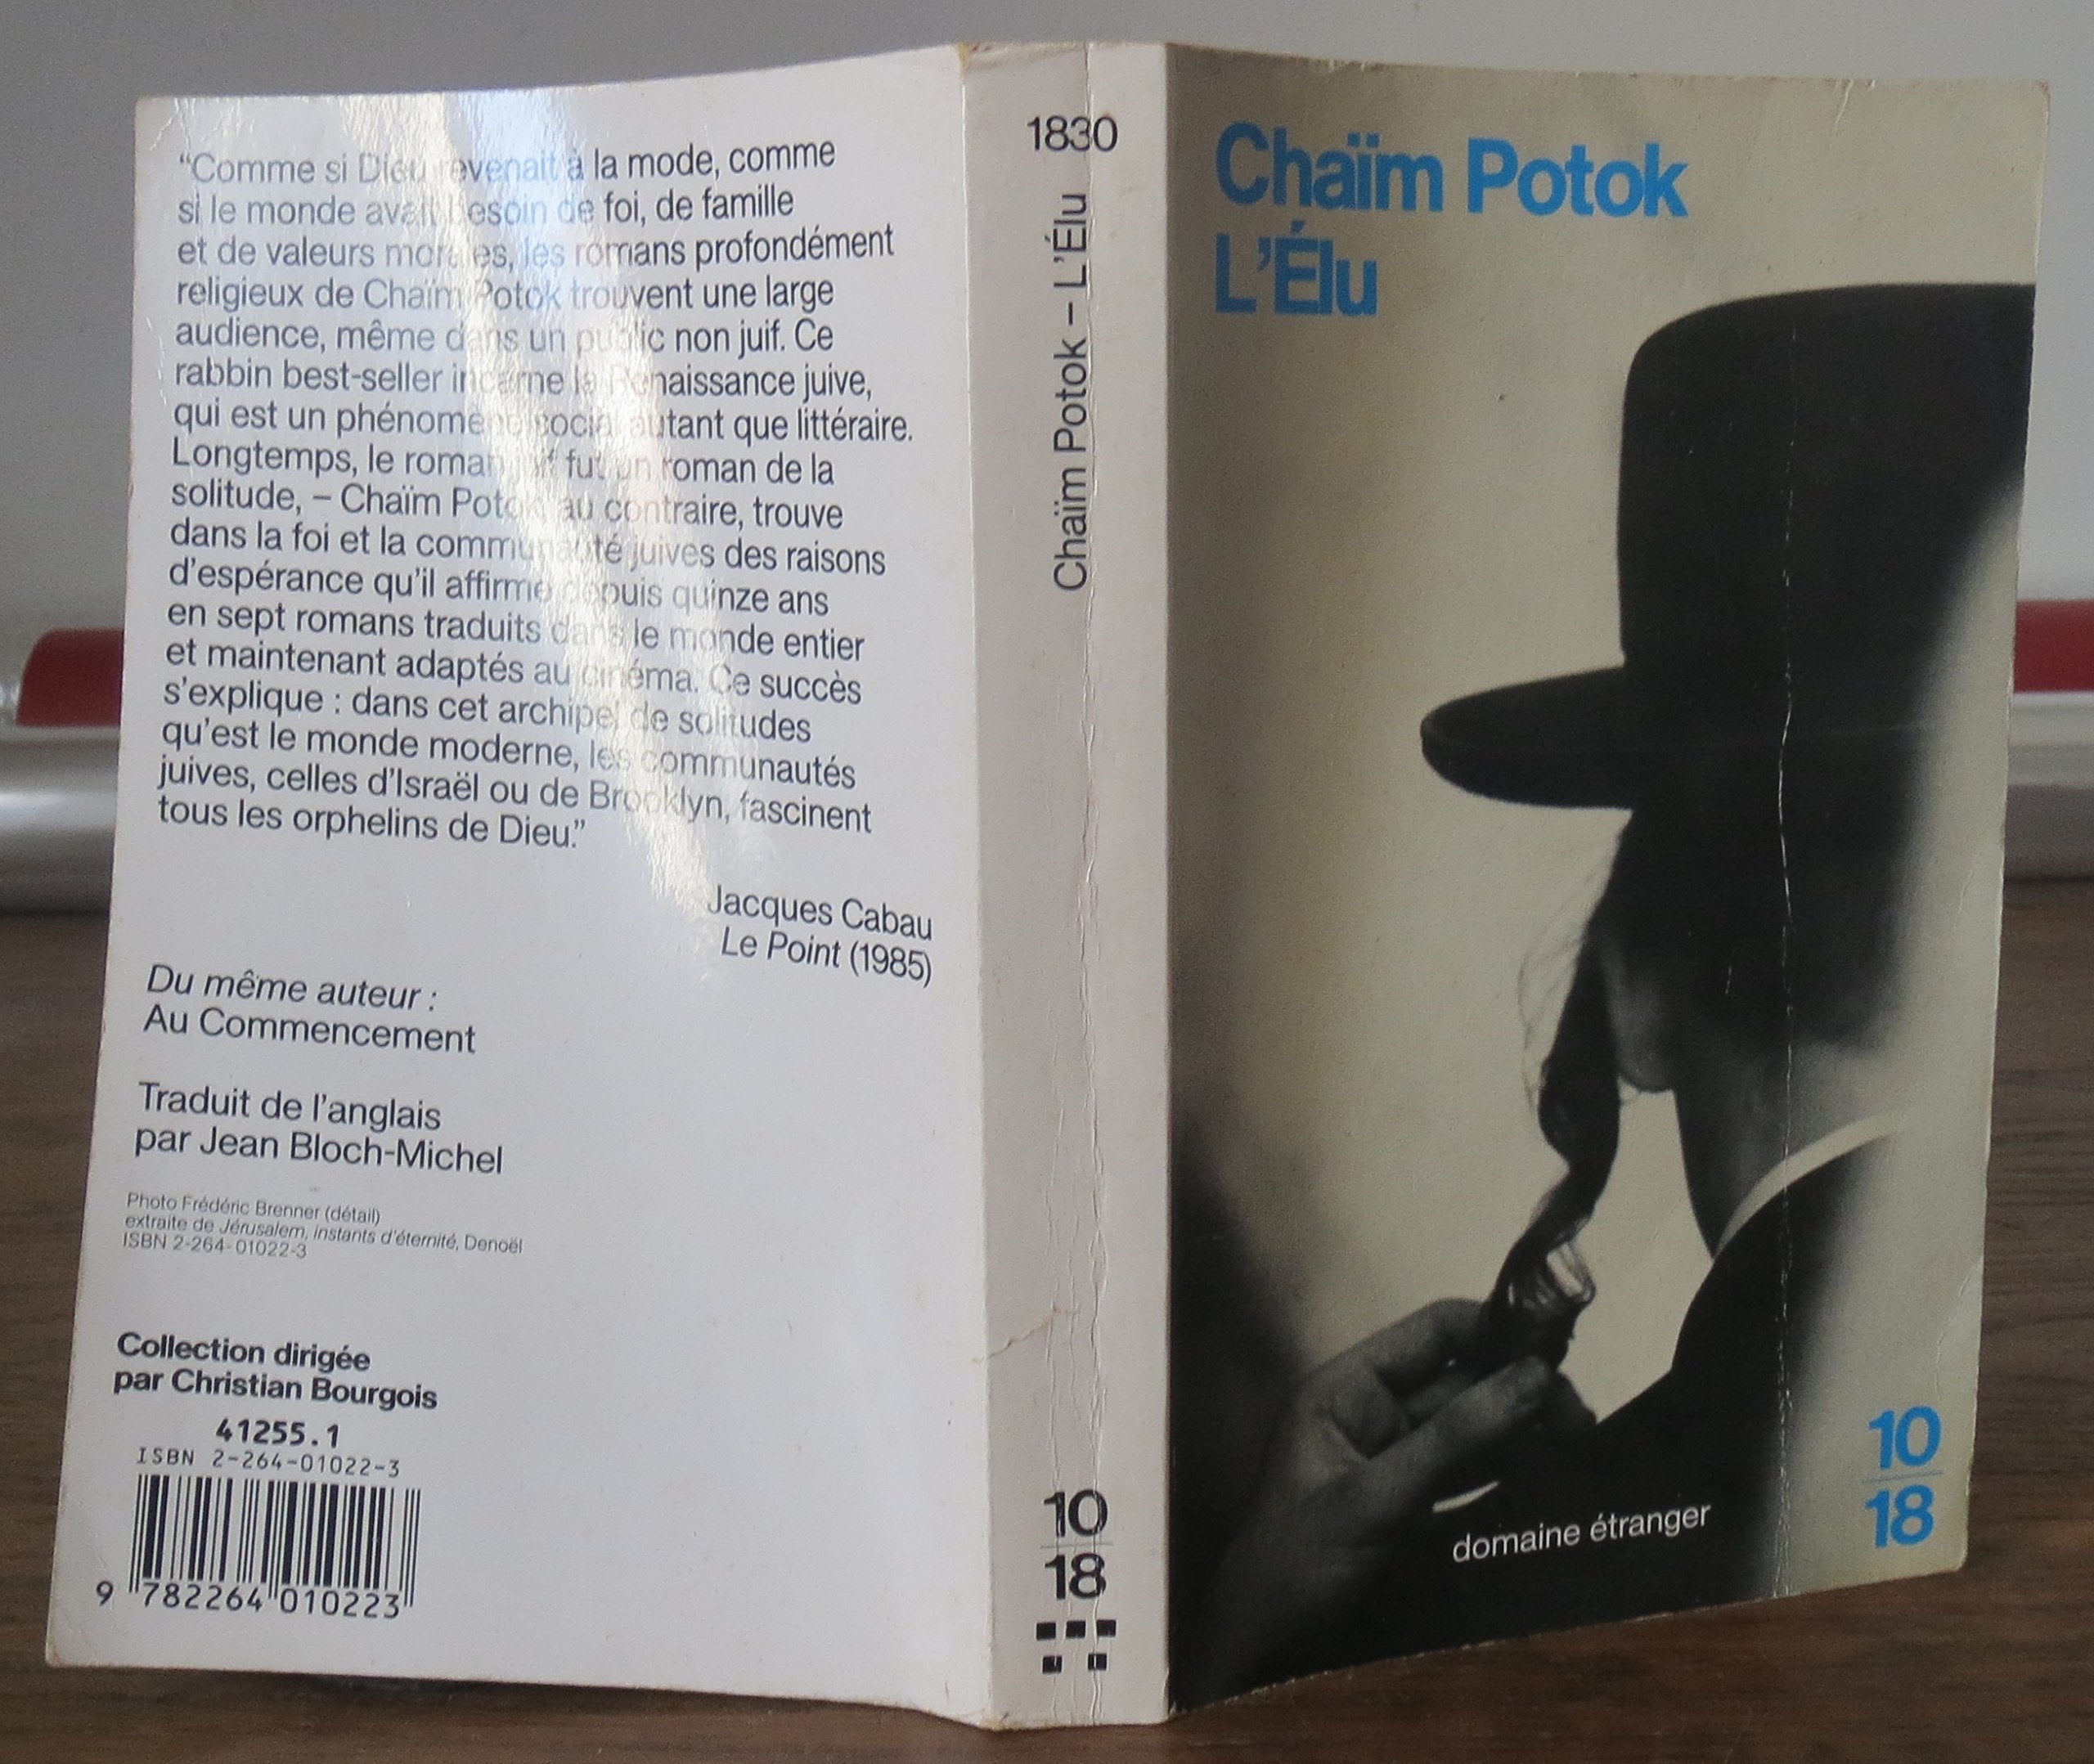 “Comme si Dieu revenait à la mode, comme
si le monde avait besoin de foi, de famille
et de valeurs morales, les romans profondément
religieux de Chaïm Potok trouvent une large
audience, même dans un public non juif. Ce
rabbin best-seller incarne la Renaissance juive,
qui est un phénomène social autant que littéraire.
Longtemps, le roman juif fut un roman de la
solitude, – Chaïm Potok au contraire, trouve
dans la foi et la communauté juives des raisons
d'espérance qu'il affirme depuis quinze ans
en sept romans traduits dans le monde entier
et maintenant adaptés au cinéma. Ce succès
s'explique : dans cet archipel de solitudes
qu'est le monde moderne, les communautés
juives, celles d'Israël ou de Brooklyn, fascinent
tous les orphelins de Dieu.”
Jacques Cabau
Le Point (1985)
Du même auteur :
Au Commencement
Traduit de l'anglais
par Jean Bloch-Michel
Photo Frédéric Brenner (détail)
extraite de Jérusalem, instants d'éternité, Denoël
ISBN 2-264-01022-3
Collection dirigée
par Christian Bourgois
41255.1
ISBN 2-264-01022-3
9 782264 010223
1830
Chaïm Potok – L'Élu
10
18
Chaïm Potok
L'Élu
domaine étranger
10
18